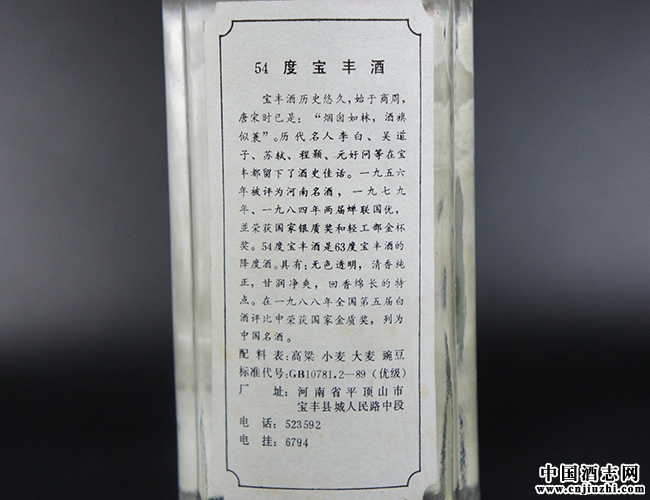 54 度宝丰酒
宝丰酒历史悠久,始于商周,
唐宋时已是:“烟囱如林,酒旗
似蓑”。历代名人李白、吴道
子、苏轼、程颢、元好问等在宝
丰都留下了酒史佳话。一九五六
年被评为河南名酒,一九七九
年、一九八四年两届蝉联国优,
并荣获国家银质奖和轻工部金杯
奖。54度宝丰酒是63度宝丰酒的
降度酒。具有:无色透明,清香纯
正,甘润净爽,回香绵长的特
点。在一九八八年全国第五届白
酒评比中荣获国家金质奖,列为
中国名酒。
配料表:高粱 小麦 大麦 豌豆
标准代号:GB10781.2—89(优级)
厂址:河南省平顶山市
宝丰县城人民路中段
电话:523592
电挂:6794
中国酒志网
www.cnjiuzhi.com